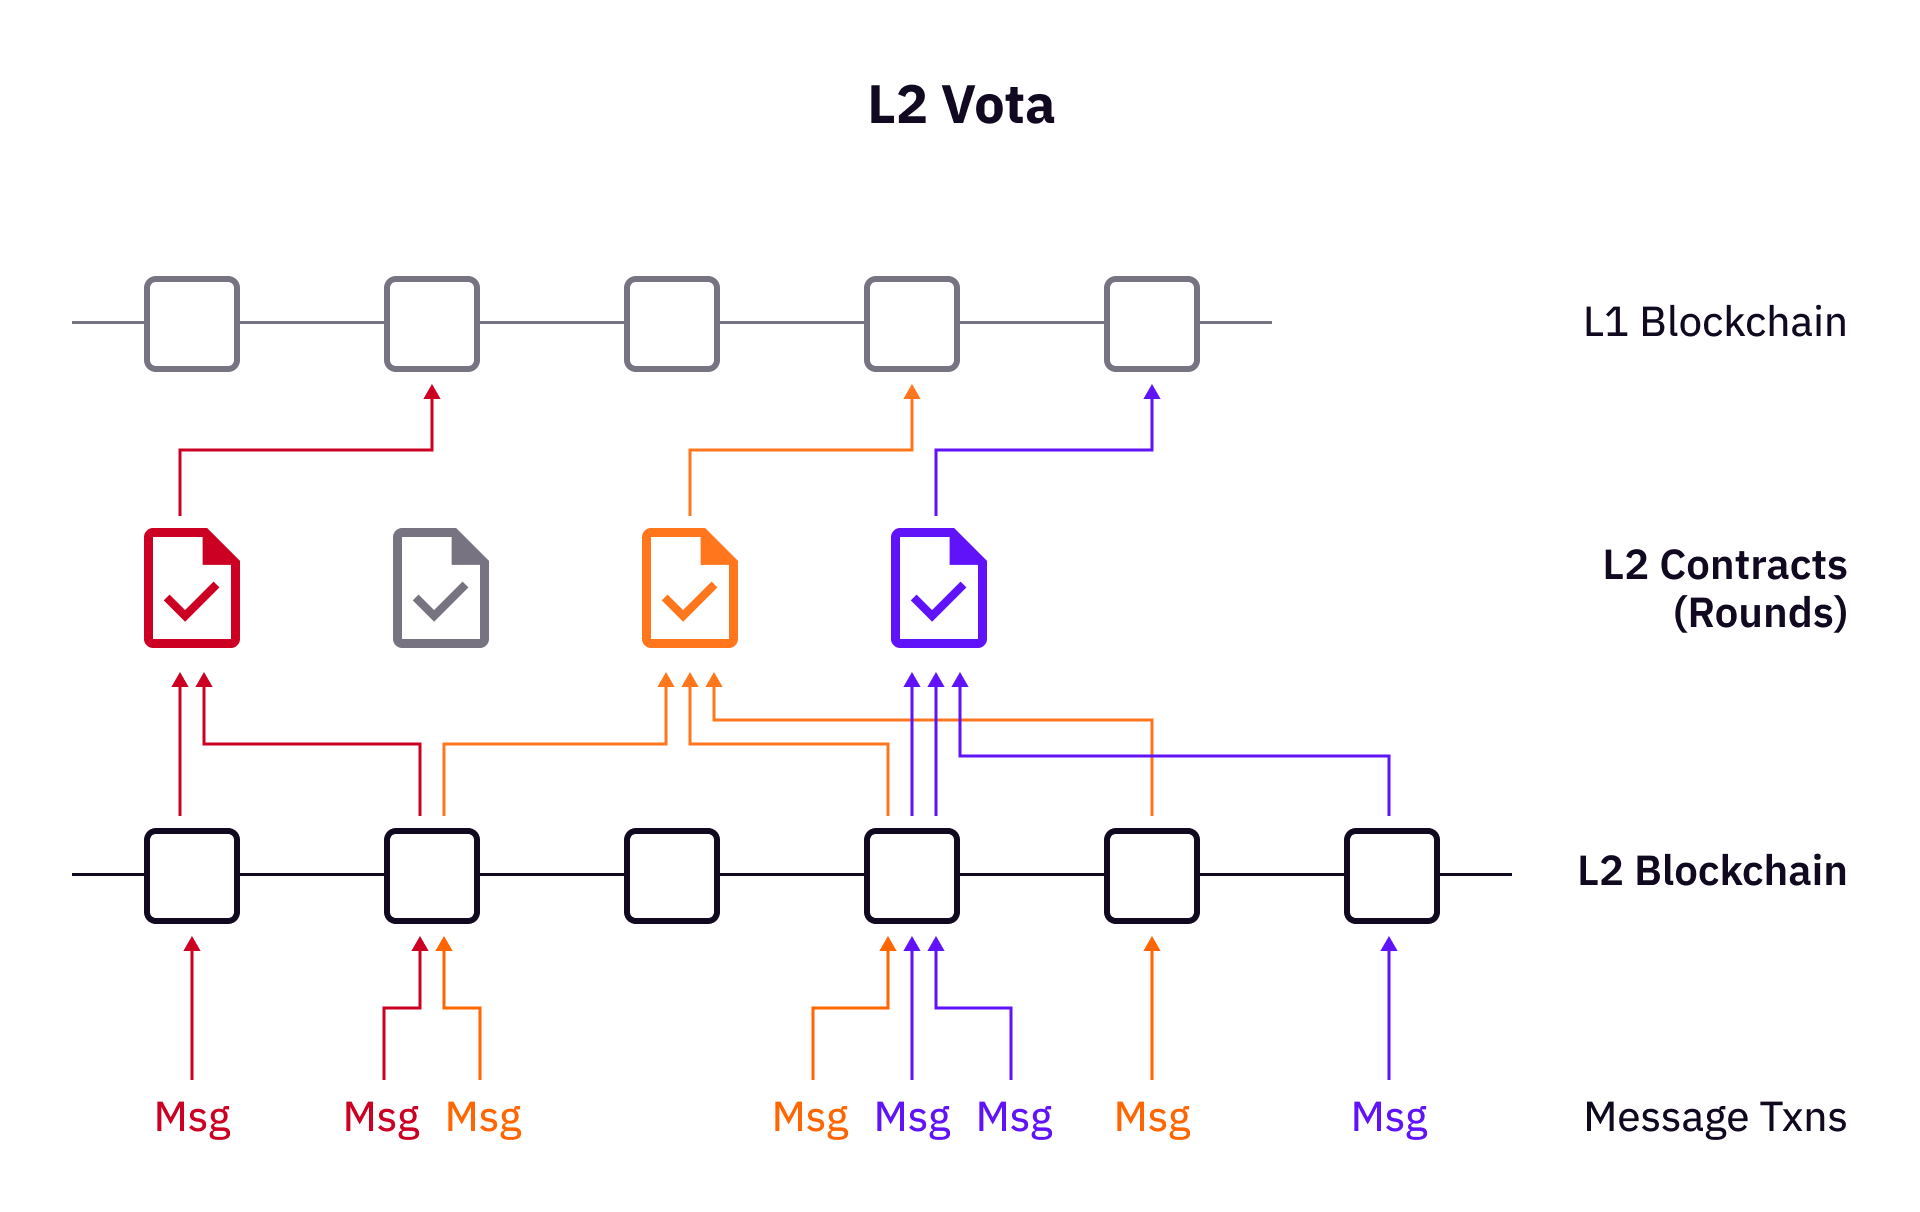 L2 Vota
L1 Blockchain
L2 Contracts
(Rounds)
L2 Blockchain
Msg Msg Msg Msg Msg Msg Msg Msg Message Txns